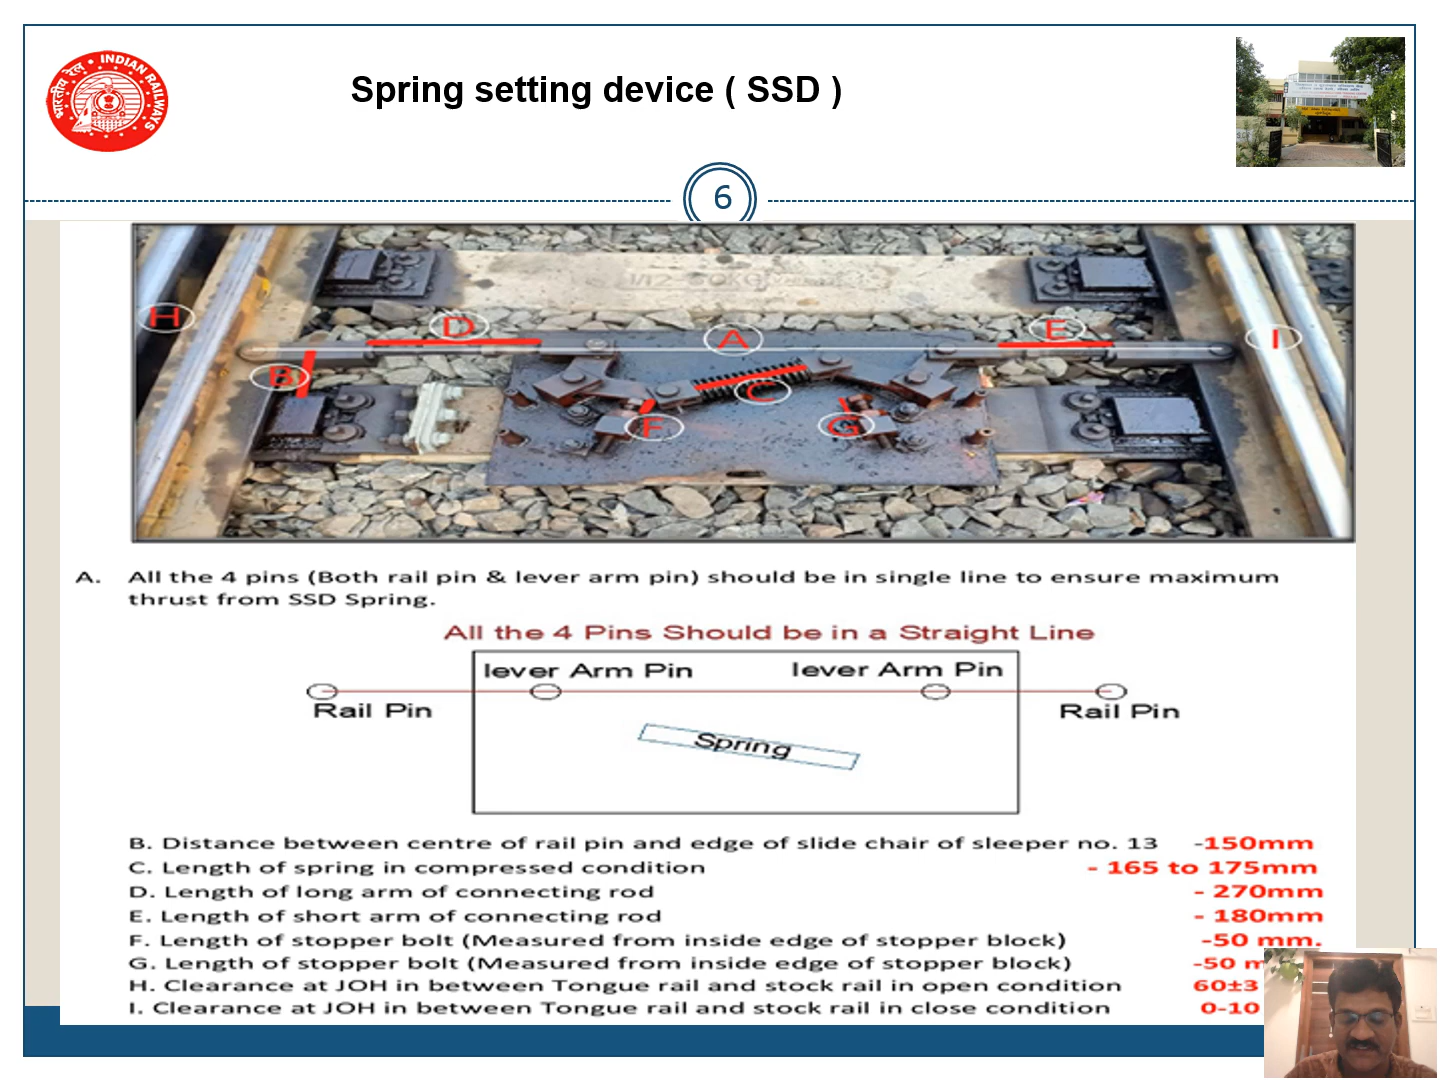 भारतीय रेल • INDIAN RAILWAYS
Spring setting device ( SSD )
6
H
D
A
E
I
B
C
F
G
A. All the 4 pins (Both rail pin & lever arm pin) should be in single line to ensure maximum
thrust from SSD Spring.
All the 4 Pins Should be in a Straight Line
lever Arm Pin lever Arm Pin
Rail Pin Rail Pin
Spring
B. Distance between centre of rail pin and edge of slide chair of sleeper no. 13 -150mm
C. Length of spring in compressed condition - 165 to 175mm
D. Length of long arm of connecting rod - 270mm
E. Length of short arm of connecting rod - 180mm
F. Length of stopper bolt (Measured from inside edge of stopper block) -50 mm.
G. Length of stopper bolt (Measured from inside edge of stopper block) -50 m
H. Clearance at JOH in between Tongue rail and stock rail in open condition 60±3
I. Clearance at JOH in between Tongue rail and stock rail in close condition 0-10